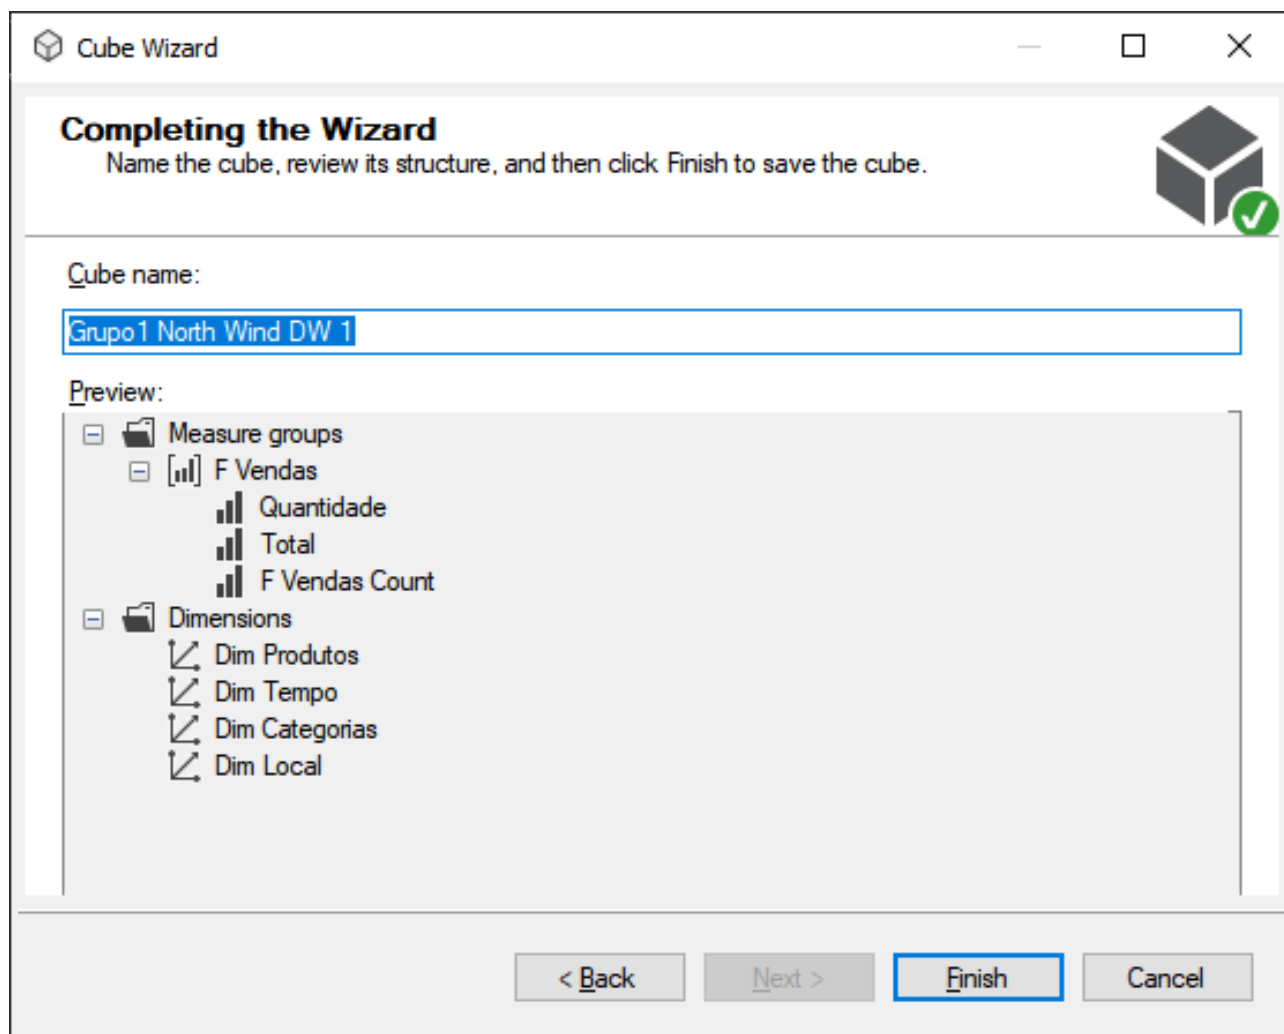 Cube Wizard
Completing the Wizard
Name the cube, review its structure, and then click Finish to save the cube.
Cube name:
Grupo1 North Wind DW 1
Preview:
Measure groups
F Vendas
Quantidade
Total
F Vendas Count
Dimensions
Dim Produtos
Dim Tempo
Dim Categorias
Dim Local
< Back Next > Finish Cancel